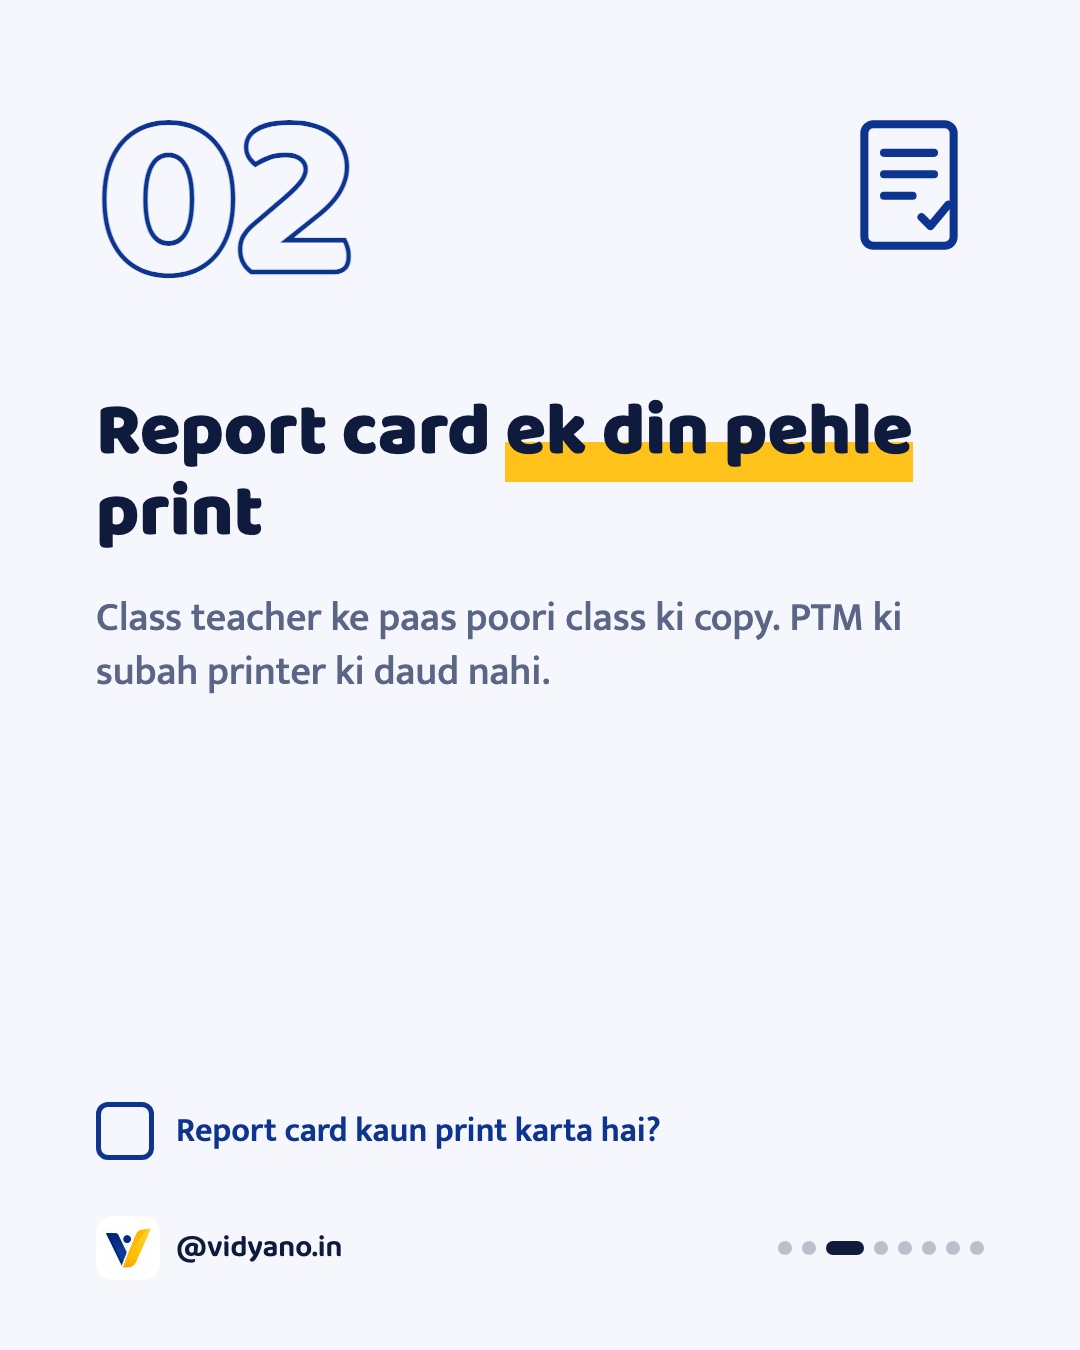 02
Report card ek din pehle
print
Class teacher ke paas poori class ki copy. PTM ki
subah printer ki daud nahi.
Report card kaun print karta hai?
@vidyano.in